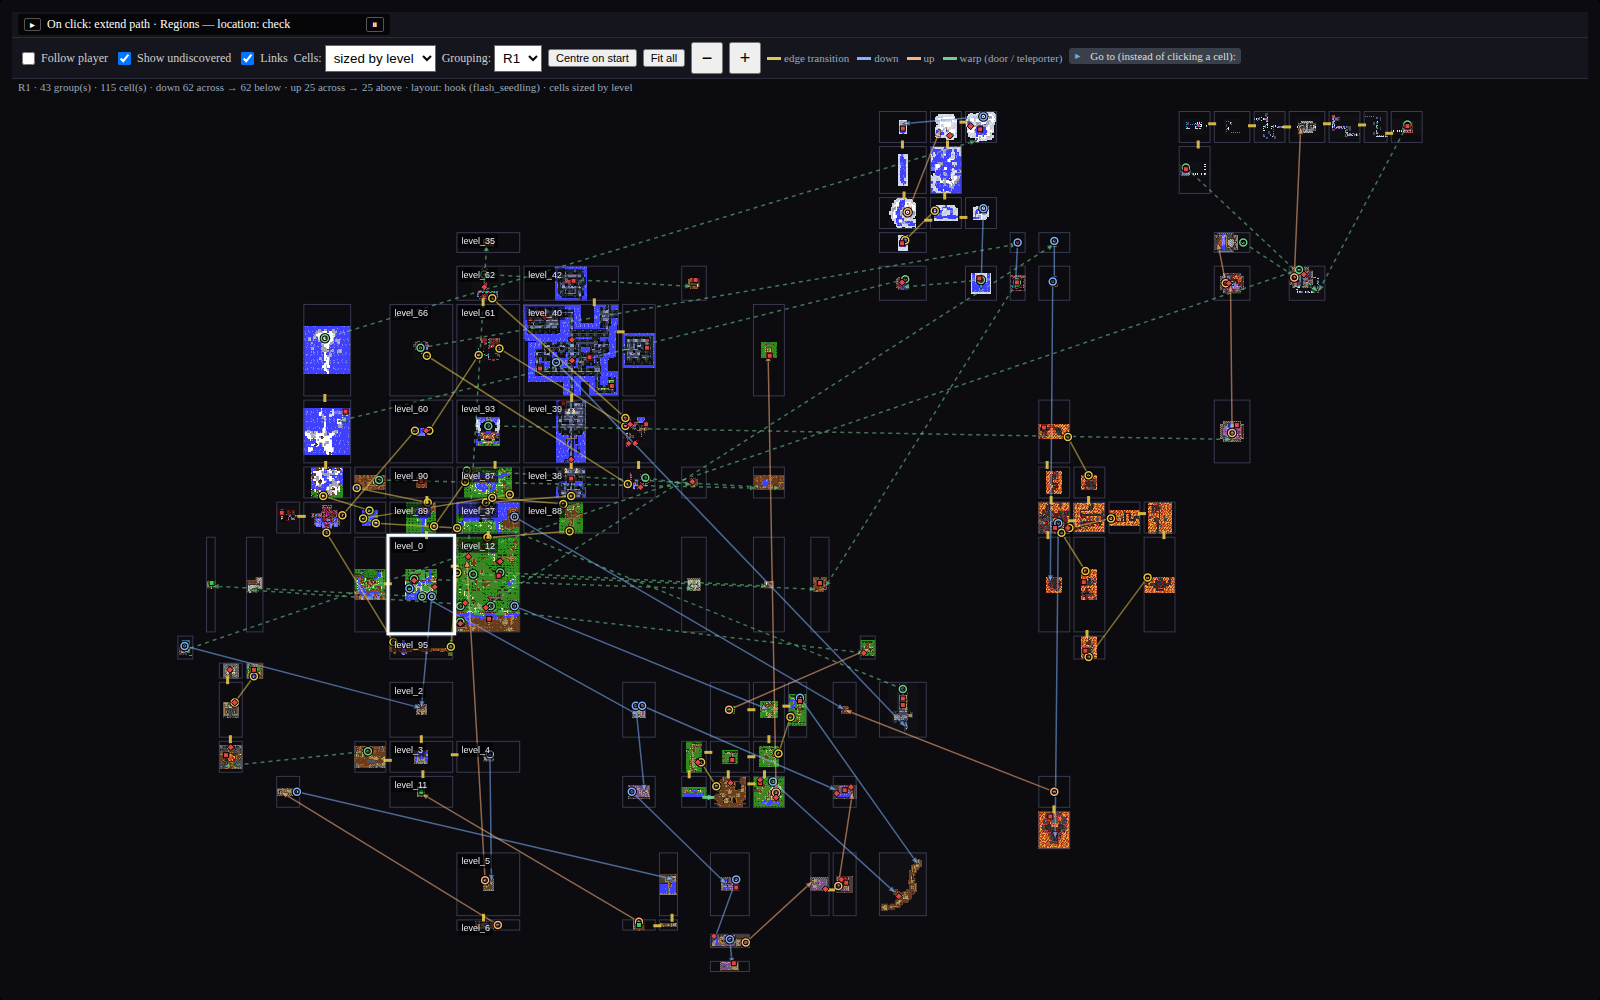 On click: extend path · Regions — location: check
Follow player Show undiscovered Links Cells: sized by level Grouping: R1 Centre on start Fit all − + edge transition down up warp (door / teleporter) ► Go to (instead of clicking a cell):
R1 · 43 group(s) · 115 cell(s) · down 62 across → 62 below · up 25 across → 25 above · layout: hook (flash_seedling) · cells sized by level
level_35
level_62 level_42
level_66 level_61 level_40
level_60 level_93 level_39
level_90 level_87 level_38
level_89 level_37 level_88
level_0 level_12
level_95
level_2
level_3 level_4
level_11
level_5
level_6